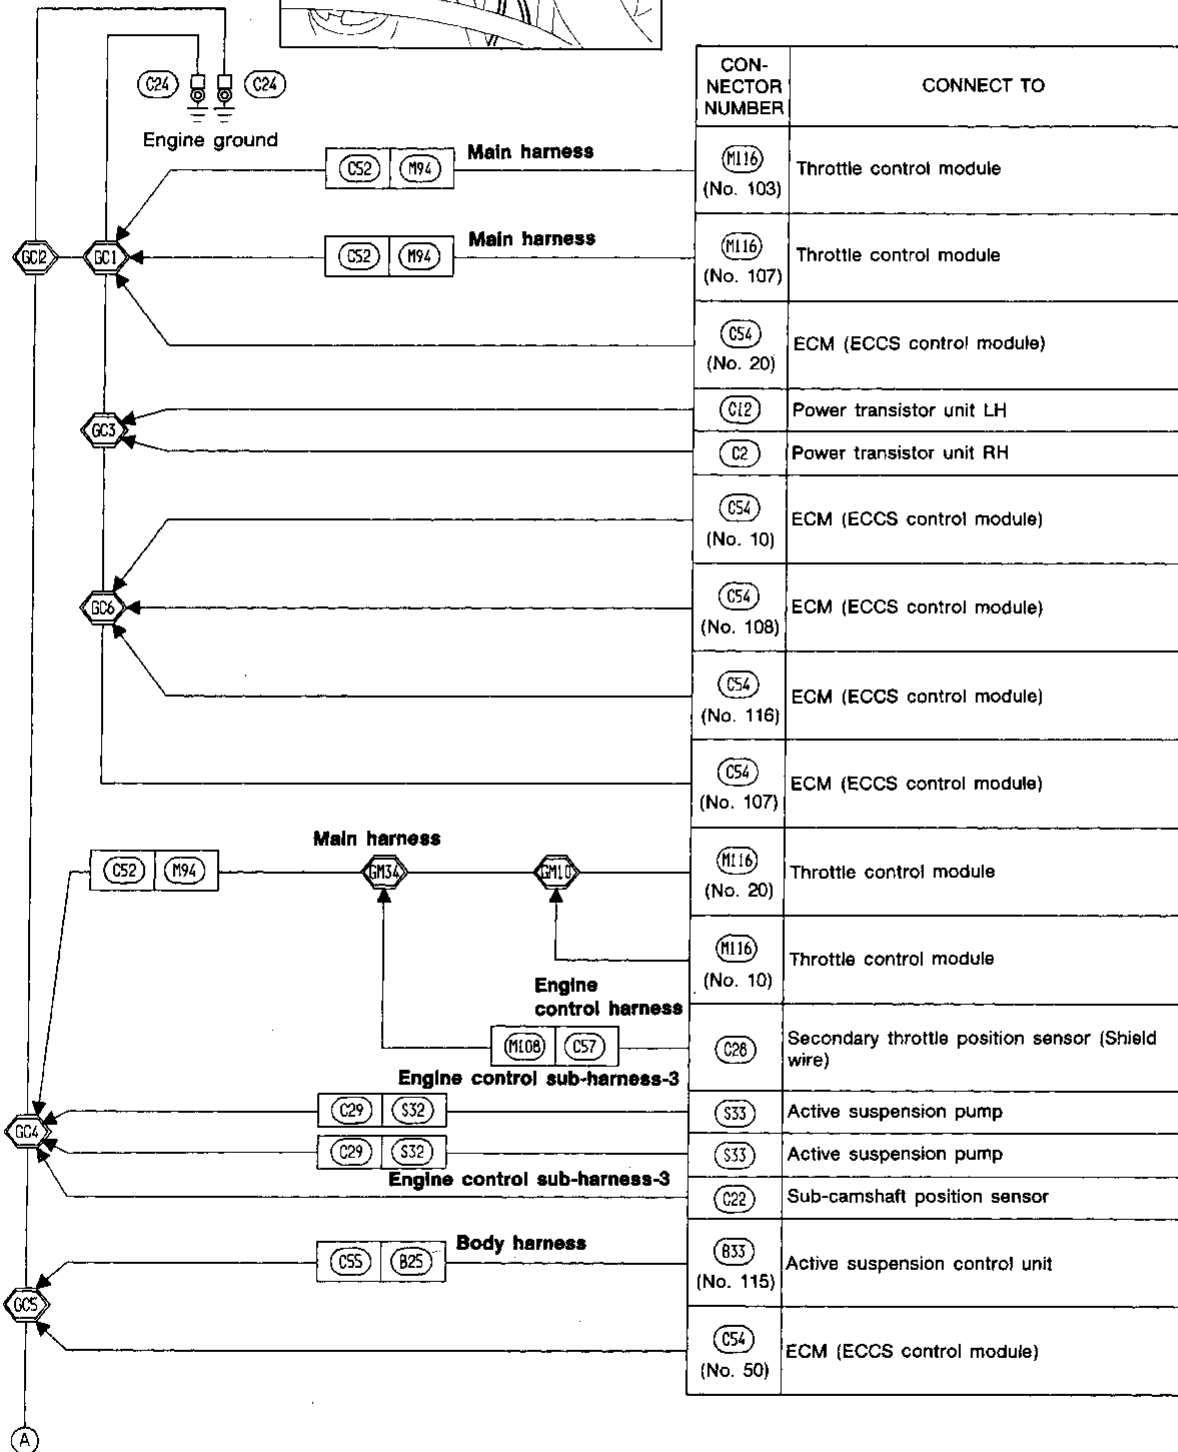 C24
C24
Engine ground
CON-
NECTOR
NUMBER
CONNECT TO
Main harness
C52 M94
M116
(No. 103)
Throttle control module
GC2 GC1
Main harness
C52 M94
M116
(No. 107)
Throttle control module
C54
(No. 20)
ECM (ECCS control module)
GC3
C12
Power transistor unit LH
C2
Power transistor unit RH
C54
(No. 10)
ECM (ECCS control module)
GC6
C54
(No. 108)
ECM (ECCS control module)
C54
(No. 116)
ECM (ECCS control module)
C54
(No. 107)
ECM (ECCS control module)
Main harness
C52 M94
GM34
GM10
M116
(No. 20)
Throttle control module
M116
(No. 10)
Throttle control module
Engine
control harness
M108 C57
C28
Secondary throttle position sensor (Shield
wire)
Engine control sub-harness-3
GC4
C29 S32
S33
Active suspension pump
C29 S32
S33
Active suspension pump
Engine control sub-harness-3
C22
Sub-camshaft position sensor
Body harness
C55 B25
B33
(No. 115)
Active suspension control unit
GC5
C54
(No. 50)
ECM (ECCS control module)
A